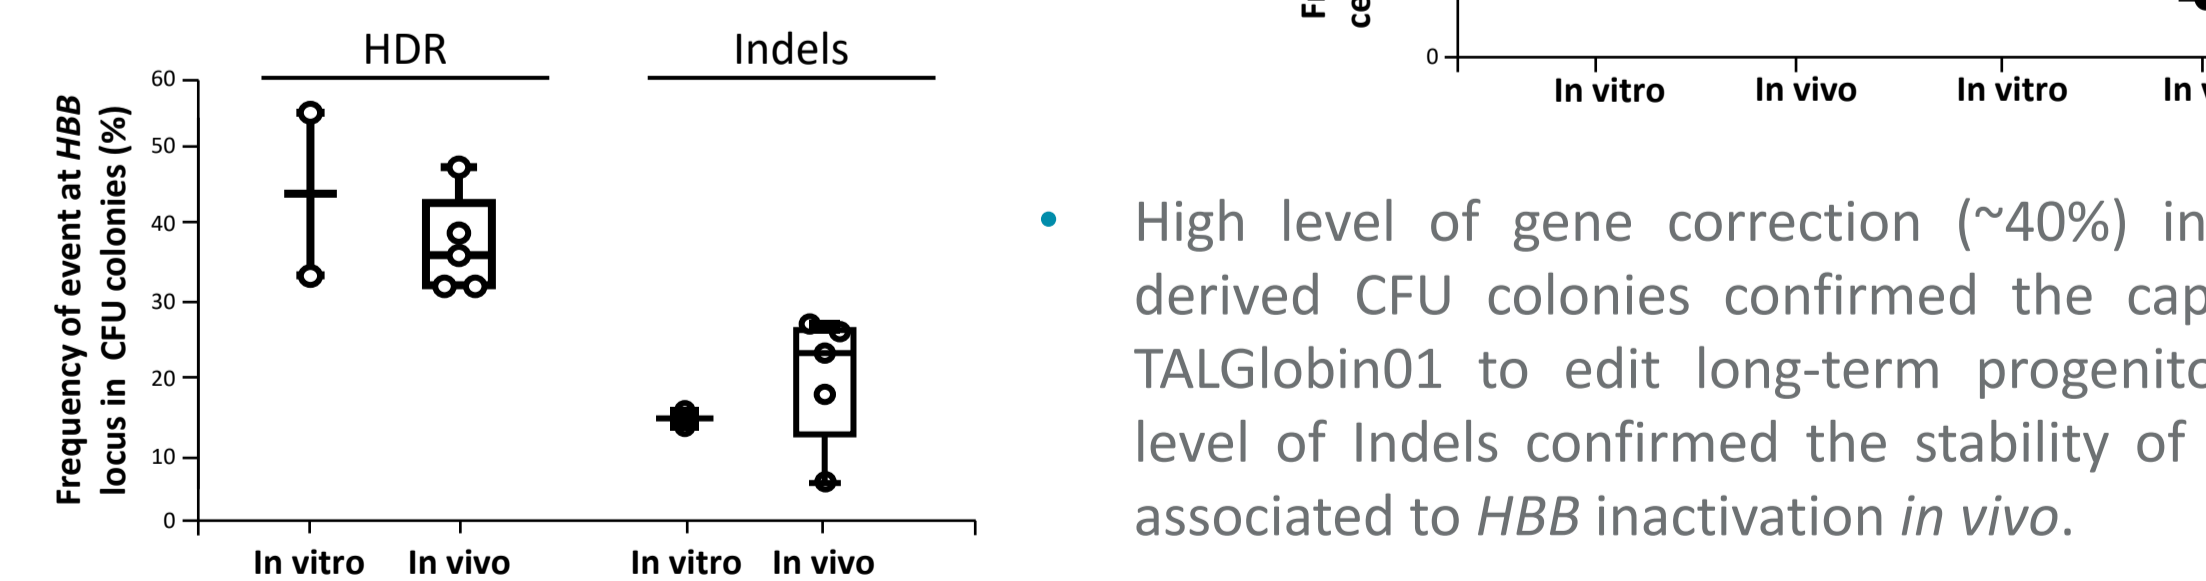 HDR
Indels
Frequency of event at HBB
locus in CFU colonies (%)
60
50
40
30
20
10
0
In vitro
In vivo
In vitro
In vivo
0
In vitro
In vivo
In vitro
In
• High level of gene correction (~40%) in
derived CFU colonies confirmed the
TALGlobin01 to edit long-term
level of Indels confirmed the stability of
associated to HBB inactivation in vivo.